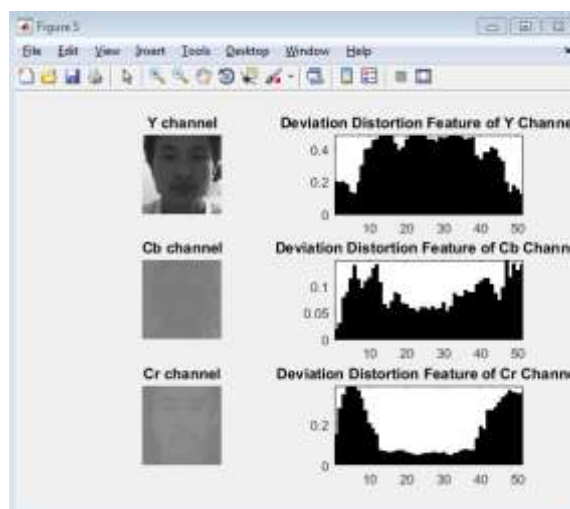 Figure 5
File Edit View Insert Tools Desktop Window Help
Y channel
Deviation Distortion Feature of Y Channe
0.4
0.2
0
10 20 30 40 50
Cb channel
Deviation Distortion Feature of Cb Chann
0.1
0.05
0
10 20 30 40 50
Cr channel
Deviation Distortion Feature of Cr Chann
0.2
0
10 20 30 40 50